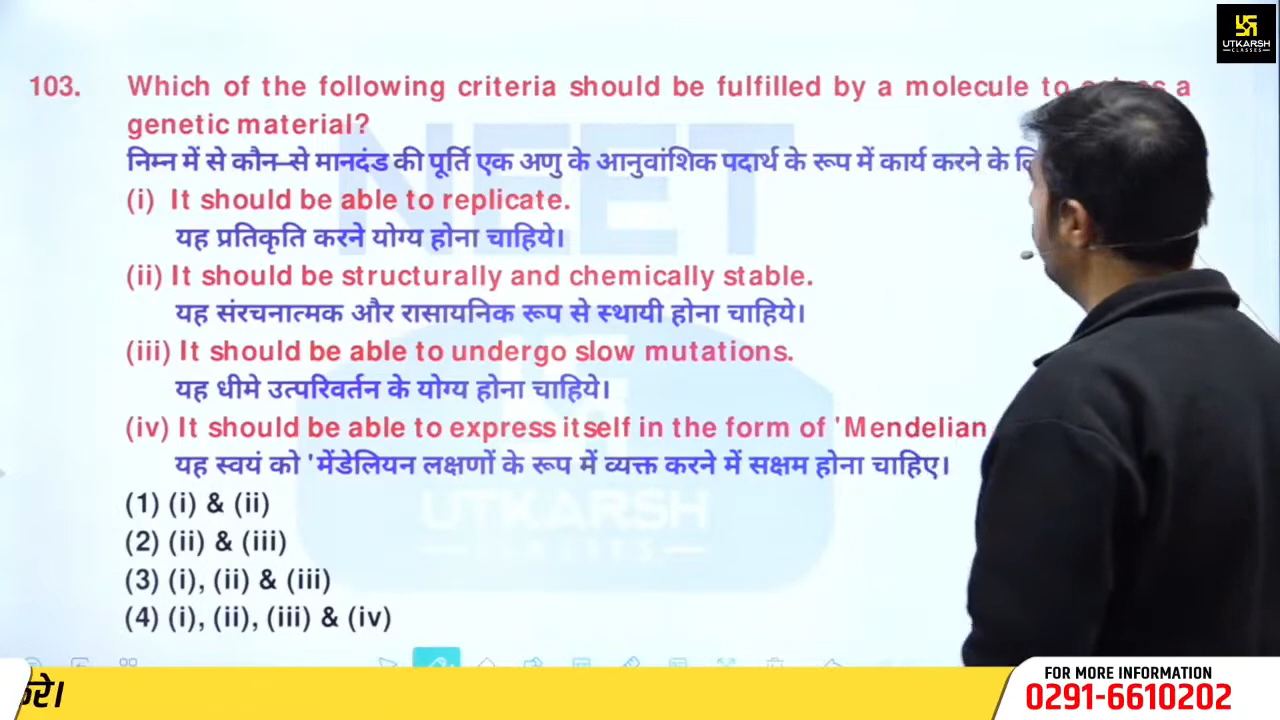 UTKARSH
CLASSES
103. Which of the following criteria should be fulfilled by a molecule to as a
genetic material?
निम्न में से कौन-से मानदंड की पूर्ति एक अणु के आनुवांशिक पदार्थ के रूप में कार्य करने के
(i) It should be able to replicate.
यह प्रतिकृति करने योग्य होना चाहिये।
(ii) It should be structurally and chemically stable.
यह संरचनात्मक और रासायनिक रूप से स्थायी होना चाहिये।
(iii) It should be able to undergo slow mutations.
यह धीमे उत्परिवर्तन के योग्य होना चाहिये।
(iv) It should be able to express itself in the form of 'Mendelian
यह स्वयं को 'मेंडेलियन लक्षणों के रूप में व्यक्त करने में सक्षम होना चाहिए।
(1) (i) & (ii)
(2) (ii) & (iii)
(3) (i), (ii) & (iii)
(4) (i), (ii), (iii) & (iv)
NEET
UTKARSH
CLASSES
FOR MORE INFORMATION
0291-6610202